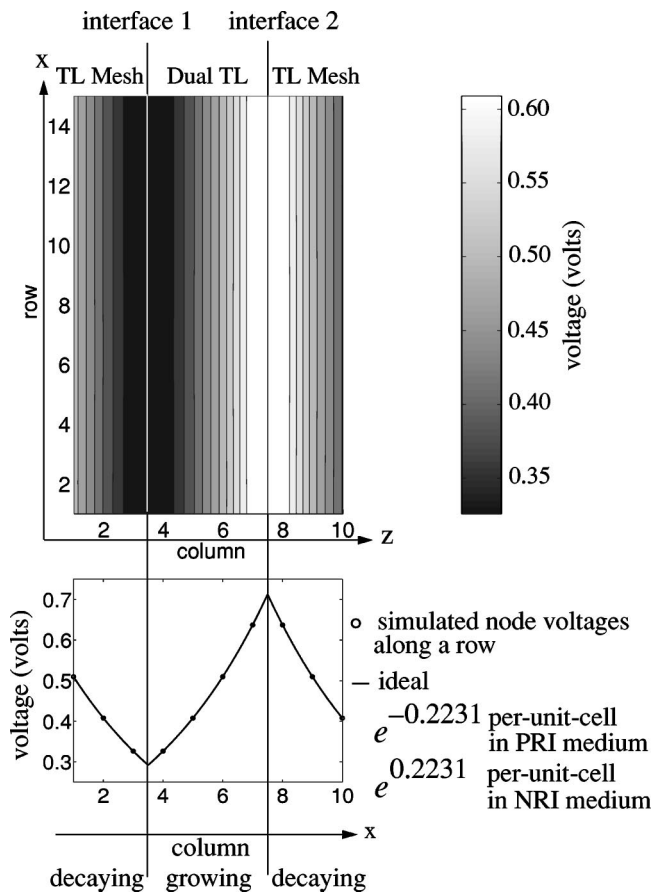 interface 1 interface 2
x
TL Mesh Dual TL TL Mesh
14
12
10
8
6
4
2
row
2 4 6 8 10
column
z
0.60
0.55
0.50
0.45
0.40
0.35
voltage (volts)
0.7
0.6
0.5
0.4
0.3
voltage (volts)
2 4 6 8 10
simulated node voltages
along a row
ideal
e^-0.2231 per-unit-cell
in PRI medium
e^0.2231 per-unit-cell
in NRI medium
x
column
decaying growing decaying